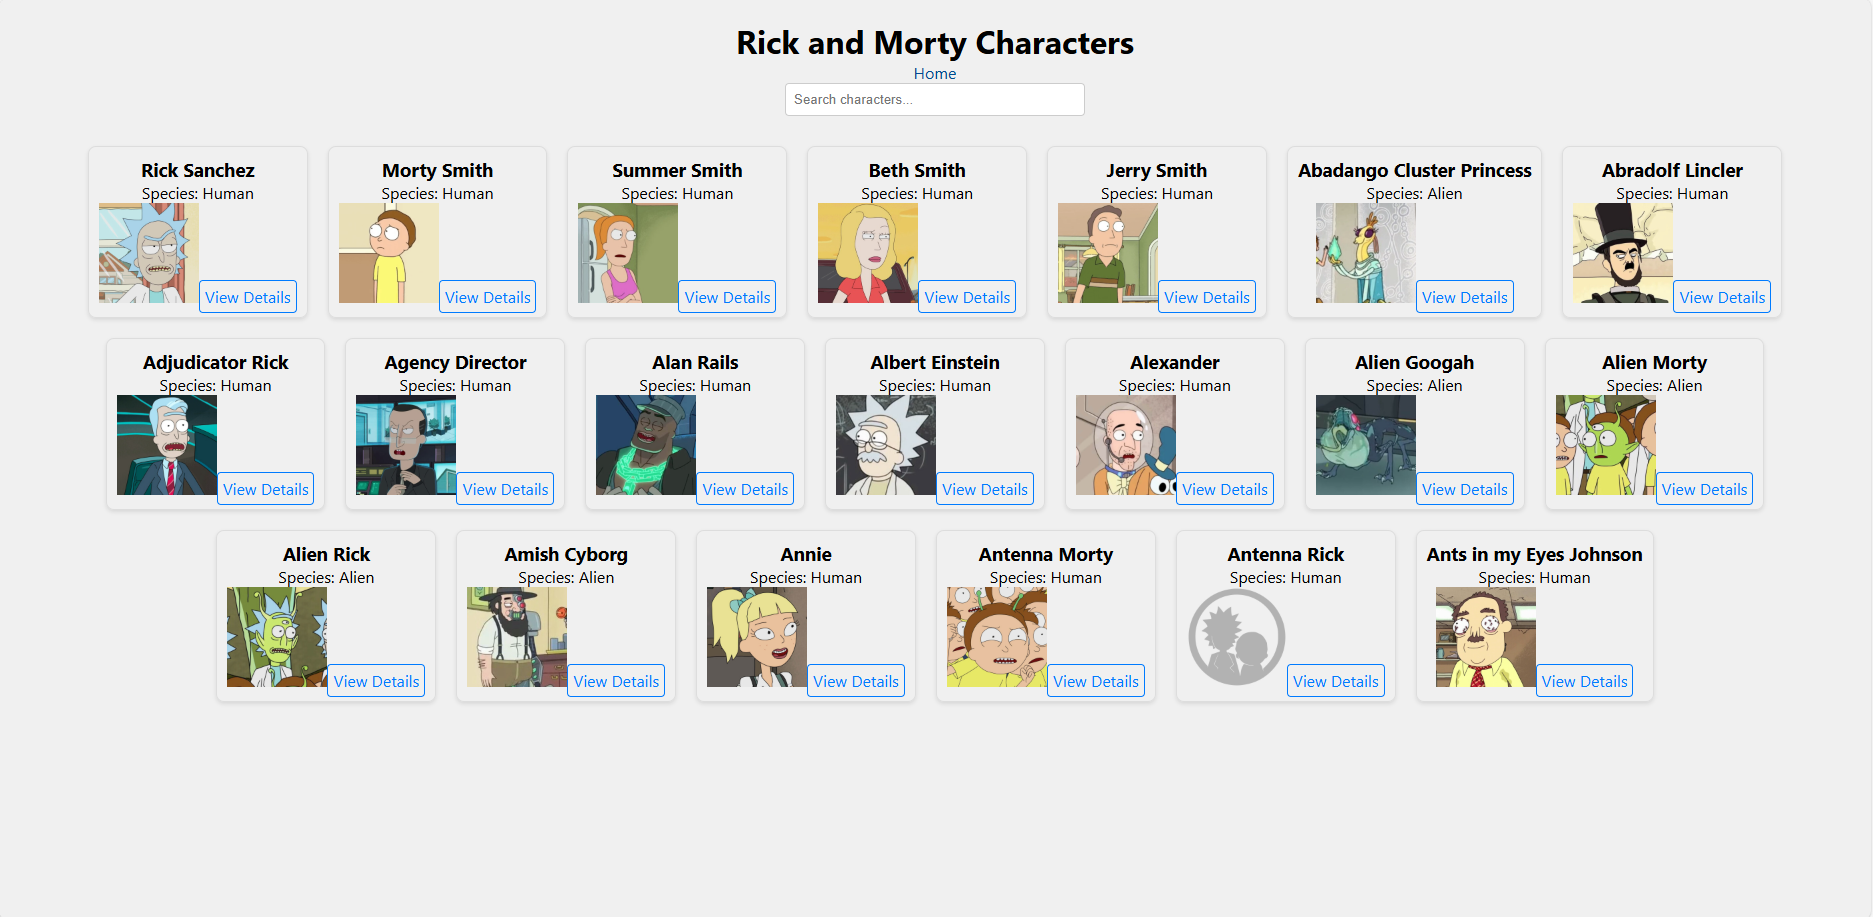 Rick and Morty Characters
Home
Search characters...
Rick Sanchez
Species: Human
View Details
Morty Smith
Species: Human
View Details
Summer Smith
Species: Human
View Details
Beth Smith
Species: Human
View Details
Jerry Smith
Species: Human
View Details
Abadango Cluster Princess
Species: Alien
View Details
Abradolf Lincler
Species: Human
View Details
Adjudicator Rick
Species: Human
View Details
Agency Director
Species: Human
View Details
Alan Rails
Species: Human
View Details
Albert Einstein
Species: Human
View Details
Alexander
Species: Human
View Details
Alien Googah
Species: Alien
View Details
Alien Morty
Species: Alien
View Details
Alien Rick
Species: Alien
View Details
Amish Cyborg
Species: Alien
View Details
Annie
Species: Human
View Details
Antenna Morty
Species: Human
View Details
Antenna Rick
Species: Human
View Details
Ants in my Eyes Johnson
Species: Human
View Details